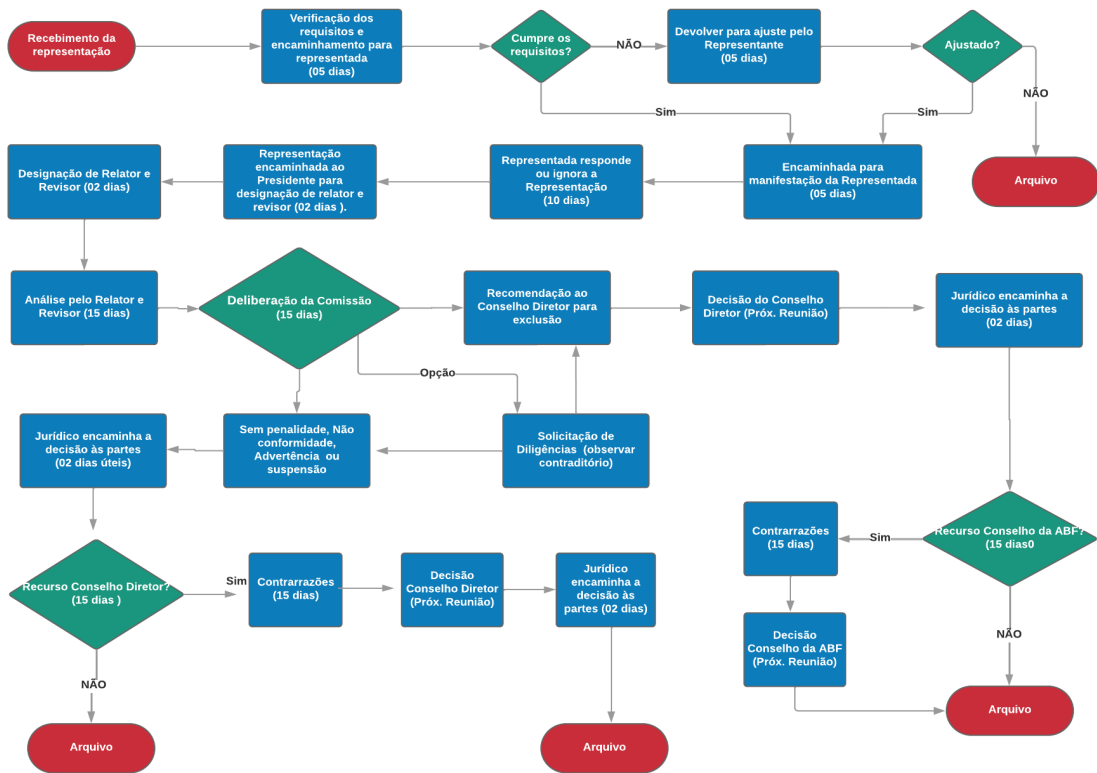 Recebimento da
representação
Verificação dos
requisitos e
encaminhamento para
representada
(05 dias)
Cumpre os
requisitos?
NÃO
Devolver para ajuste pelo
Representante
(05 dias)
Ajustado?
NÃO
Sim
Sim
Designação de Relator e
Revisor (02 dias)
Representação
encaminhada ao
Presidente para
designação de relator e
revisor (02 dias ).
Representada responde
ou ignora a
Representação
(10 dias)
Encaminhada para
manifestação da Representada
(05 dias)
Arquivo
Análise pelo Relator e
Revisor (15 dias)
Deliberação da Comissão
(15 dias)
Recomendação ao
Conselho Diretor para
exclusão
Decisão do Conselho
Diretor (Próx. Reunião)
Jurídico encaminha a
decisão às partes
(02 dias)
Opção
Jurídico encaminha a
decisão às partes
(02 dias úteis)
Sem penalidade, Não
conformidade,
Advertência ou
suspensão
Solicitação de
Diligências (observar
contraditório)
Contrarrazões
(15 dias)
Sim
Recurso Conselho da ABF?
(15 dias0
Recurso Conselho Diretor?
(15 dias )
Sim
Contrarrazões
(15 dias)
Decisão
Conselho Diretor
(Próx. Reunião)
Jurídico
encaminha a
decisão às
partes (02 dias)
Decisão
Conselho da ABF
(Próx. Reunião)
NÃO
NÃO
Arquivo
Arquivo
Arquivo